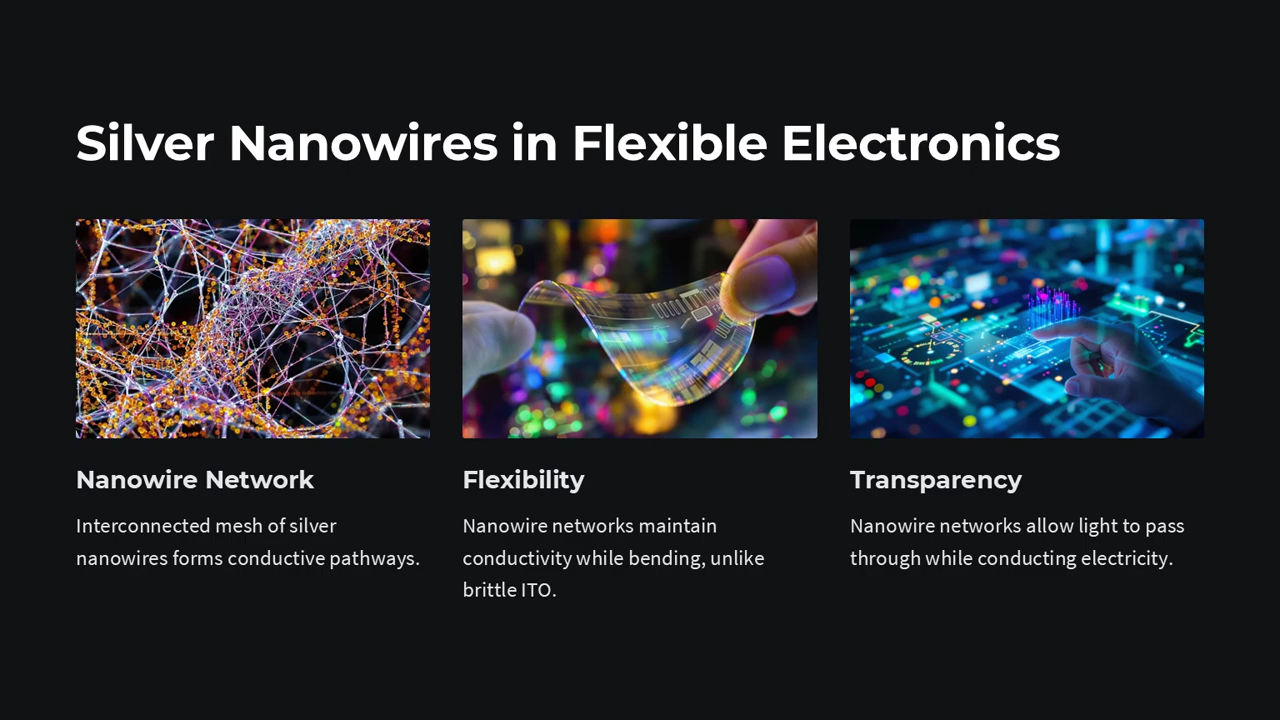 Silver Nanowires in Flexible Electronics
Nanowire Network
Interconnected mesh of silver
nanowires forms conductive pathways.
Flexibility
Nanowire networks maintain
conductivity while bending, unlike
brittle ITO.
Transparency
Nanowire networks allow light to pass
through while conducting electricity.